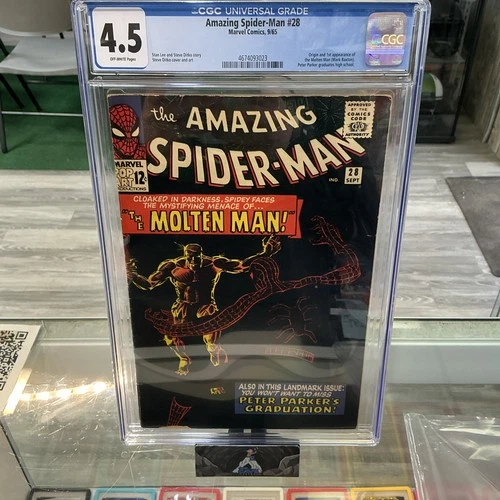 CGC UNIVERSAL GRADE
4.5
OFF-WHITE Pages
Amazing Spider-Man #28
Marvel Comics, 9/65
Stan Lee and Steve Ditko story
Steve Ditko cover and art
4674093023
Origin and 1st appearance of
the Molten Man (Mark Raxton)
Peter Parker graduates high school.
CGC
the AMAZING
SPIDER-MAN
APPROVED
BY THE
COMICS
CODE
AUTHORITY
MARVEL
POP
ART
PRODUCTIONS
12¢
IND.
28
SEPT
CLOAKED IN DARKNESS, SPIDEY FACES
THE MYSTIFYING MENACE OF...
"THE MOLTEN MAN!"
ALSO IN THIS LANDMARK ISSUE:
YOU WON'T WANT TO MISS
PETER PARKER'S
GRADUATION!